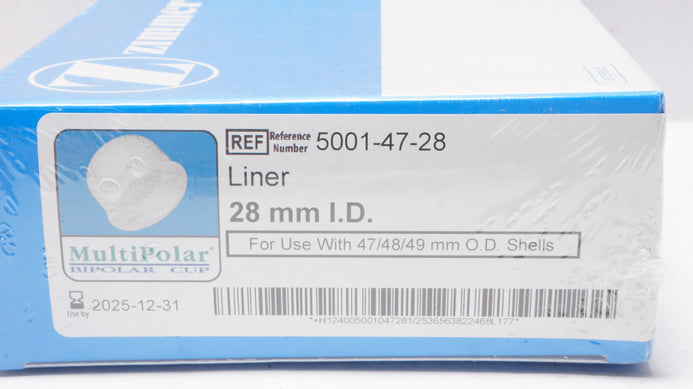 Zimmer
REF Reference Number 5001-47-28
Liner
28 mm I.D.
For Use With 47/48/49 mm O.D. Shells
MultiPolar®
BIPOLAR CUP
Use by 2025-12-31
*+H124005001047281/2536563822468L177*